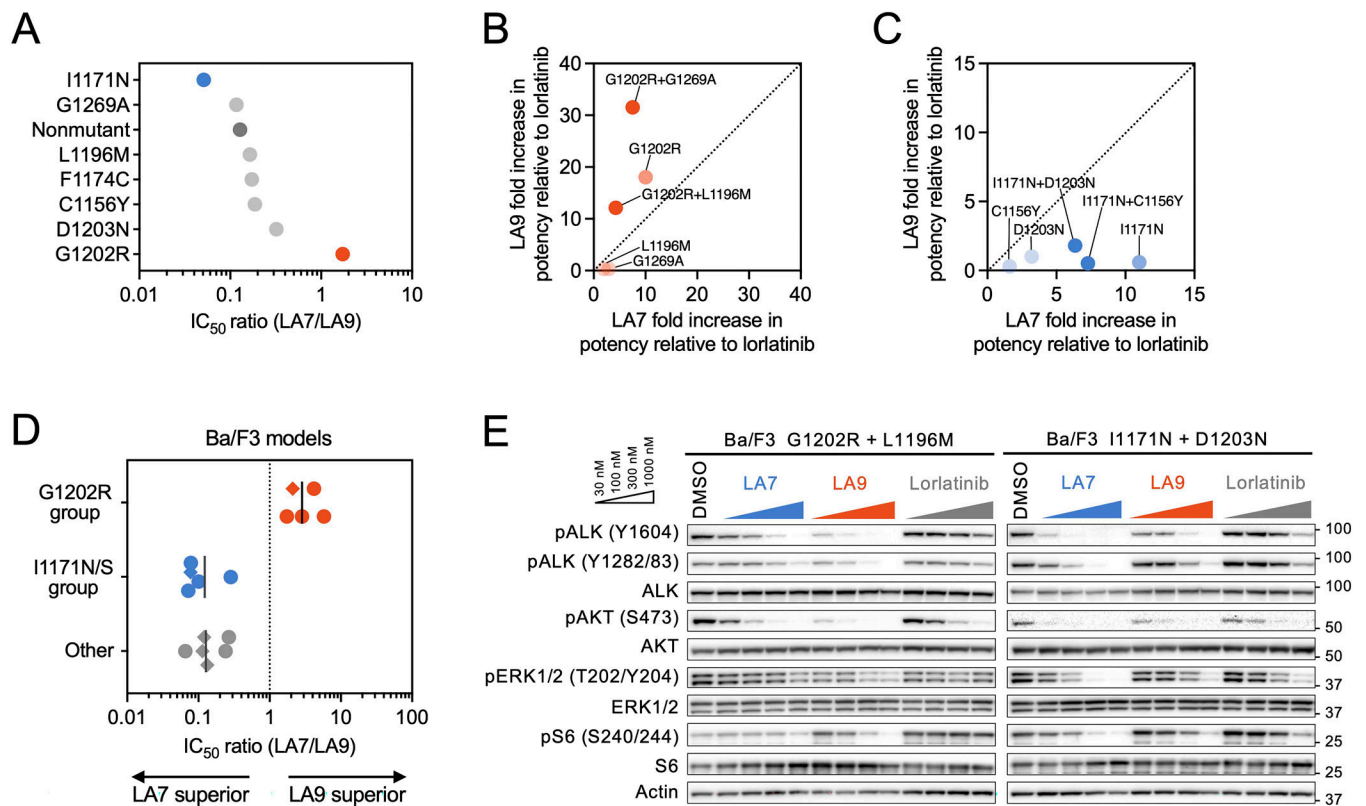 A
I1171N
G1269A
Nonmutant
L1196M
F1174C
C1156Y
D1203N
G1202R
0.01 0.1 1 10
IC50 ratio (LA7/LA9)
B
LA9 fold increase in
potency relative to lorlatinib
40
30
20
10
0
G1202R+G1269A
G1202R
G1202R+L1196M
L1196M
G1269A
0 10 20 30 40
LA7 fold increase in
potency relative to lorlatinib
C
LA9 fold increase in
potency relative to lorlatinib
15
10
5
0
I1171N+D1203N
C1156Y
I1171N+C1156Y
D1203N
I1171N
0 5 10 15
LA7 fold increase in
potency relative to lorlatinib
D
Ba/F3 models
G1202R
group
I1171N/S
group
Other
0.01 0.1 1 10 100
IC50 ratio (LA7/LA9)
LA7 superior LA9 superior
E
30 nM
100 nM
300 nM
1000 nM
Ba/F3 G1202R + L1196M
DMSO
LA7 LA9 Lorlatinib
Ba/F3 I1171N + D1203N
DMSO
LA7 LA9 Lorlatinib
pALK (Y1604) 100
pALK (Y1282/83) 100
ALK 100
pAKT (S473) 50
AKT 50
pERK1/2 (T202/Y204) 37
ERK1/2 37
pS6 (S240/244) 25
S6 25
Actin 37